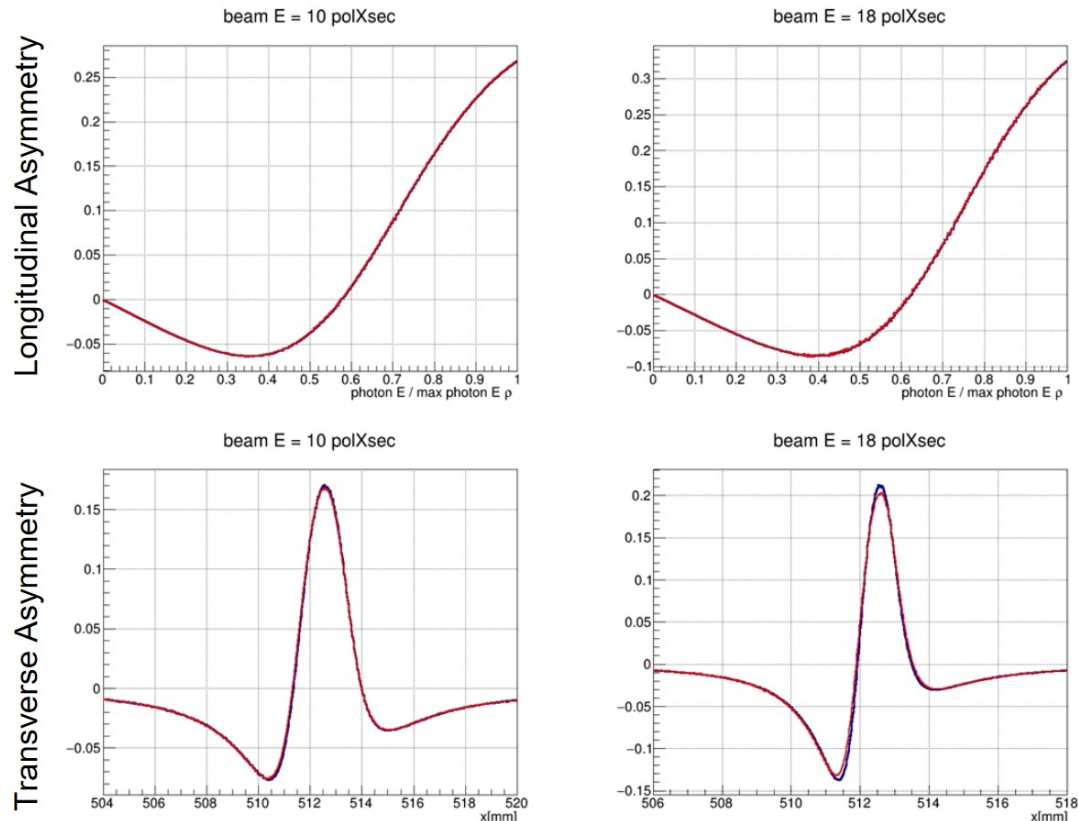 Longitudinal Asymmetry
beam E = 10 polXsec
0.25
0.2
0.15
0.1
0.05
0
−0.05
0 0.1 0.2 0.3 0.4 0.5 0.6 0.7 0.8 0.9 1
photon E / max photon E ρ
beam E = 18 polXsec
0.3
0.25
0.2
0.15
0.1
0.05
0
−0.05
−0.1
0 0.1 0.2 0.3 0.4 0.5 0.6 0.7 0.8 0.9 1
photon E / max photon E ρ
Transverse Asymmetry
beam E = 10 polXsec
0.15
0.1
0.05
0
−0.05
504 506 508 510 512 514 516 518 520
x[mm]
beam E = 18 polXsec
0.2
0.15
0.1
0.05
0
−0.05
−0.1
−0.15
506 508 510 512 514 516 518
x[mm]